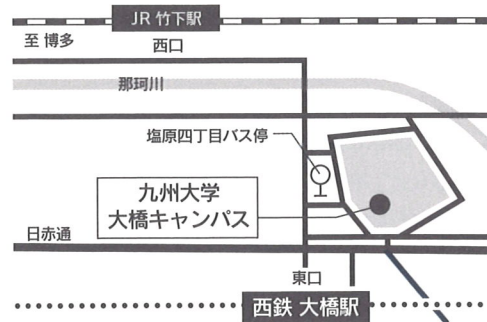 JR 竹下駅
至 博多
西口
那珂川
塩原四丁目バス停
九州大学
大橋キャンパス
日赤通
東口
西鉄 大橋駅